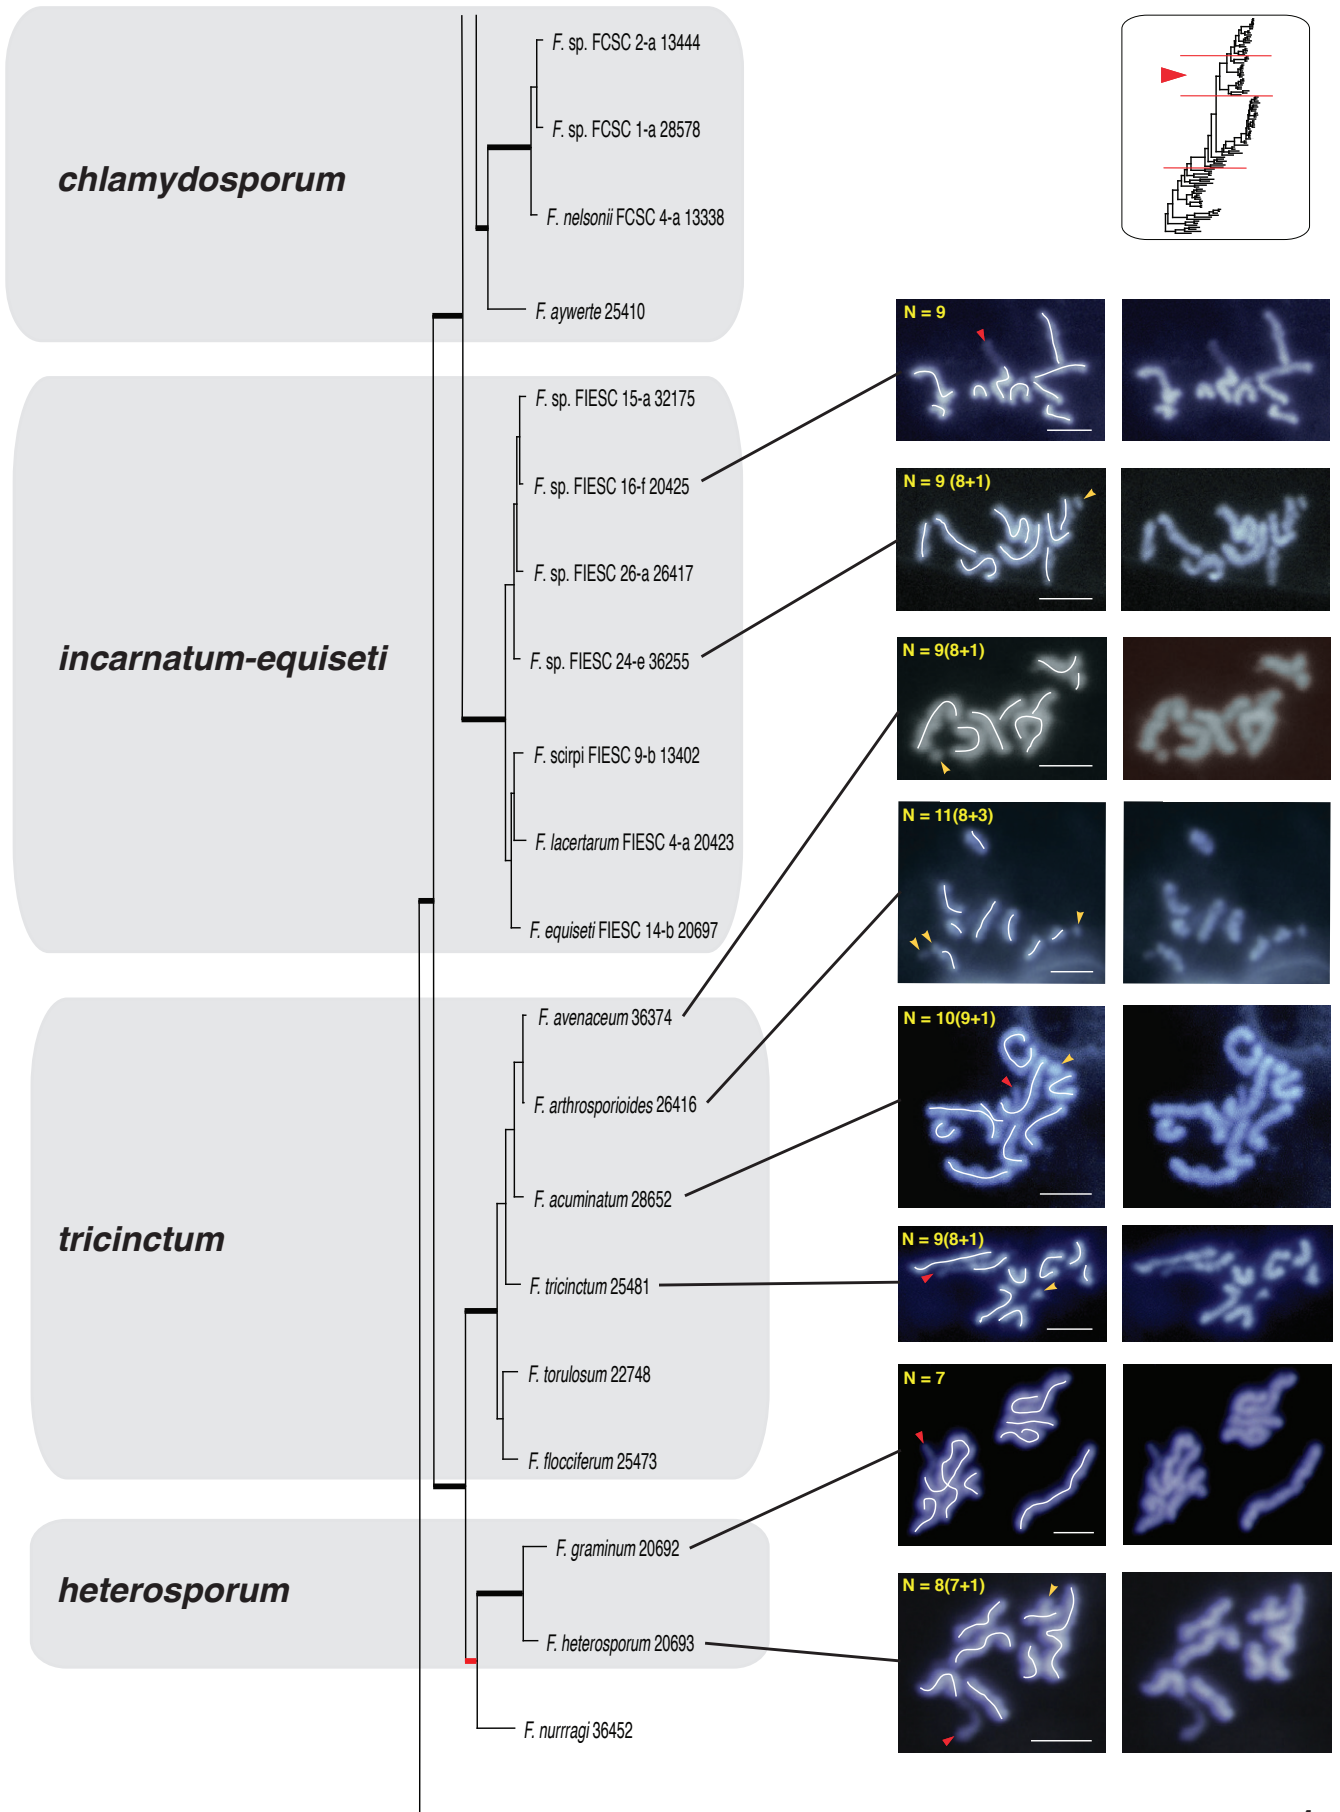 F. sp. FCSC 2-a 13444
F. sp. FCSC 1-a 28578
chlamydosporum
F. nelsonii FCSC 4-a 13338
F. aywerte 25410
N = 9
F. sp. FIESC 15-a 32175
F. sp. FIESC 16-f 20425
N = 9 (8+1)
F. sp. FIESC 26-a 26417
incarnatum-equiseti
F. sp. FIESC 24-e 36255
N = 9(8+1)
F. scirpi FIESC 9-b 13402
N = 11(8+3)
F. lacertarum FIESC 4-a 20423
F. equiseti FIESC 14-b 20697
F. avenaceum 36374
N = 10(9+1)
F. arthrosporioides 26416
F. acuminatum 28652
tricinctum
N = 9(8+1)
F. tricinctum 25481
F. torulosum 22748
N = 7
F. flocciferum 25473
F. graminum 20692
heterosporum
N = 8(7+1)
F. heterosporum 20693
F. nurrragi 36452